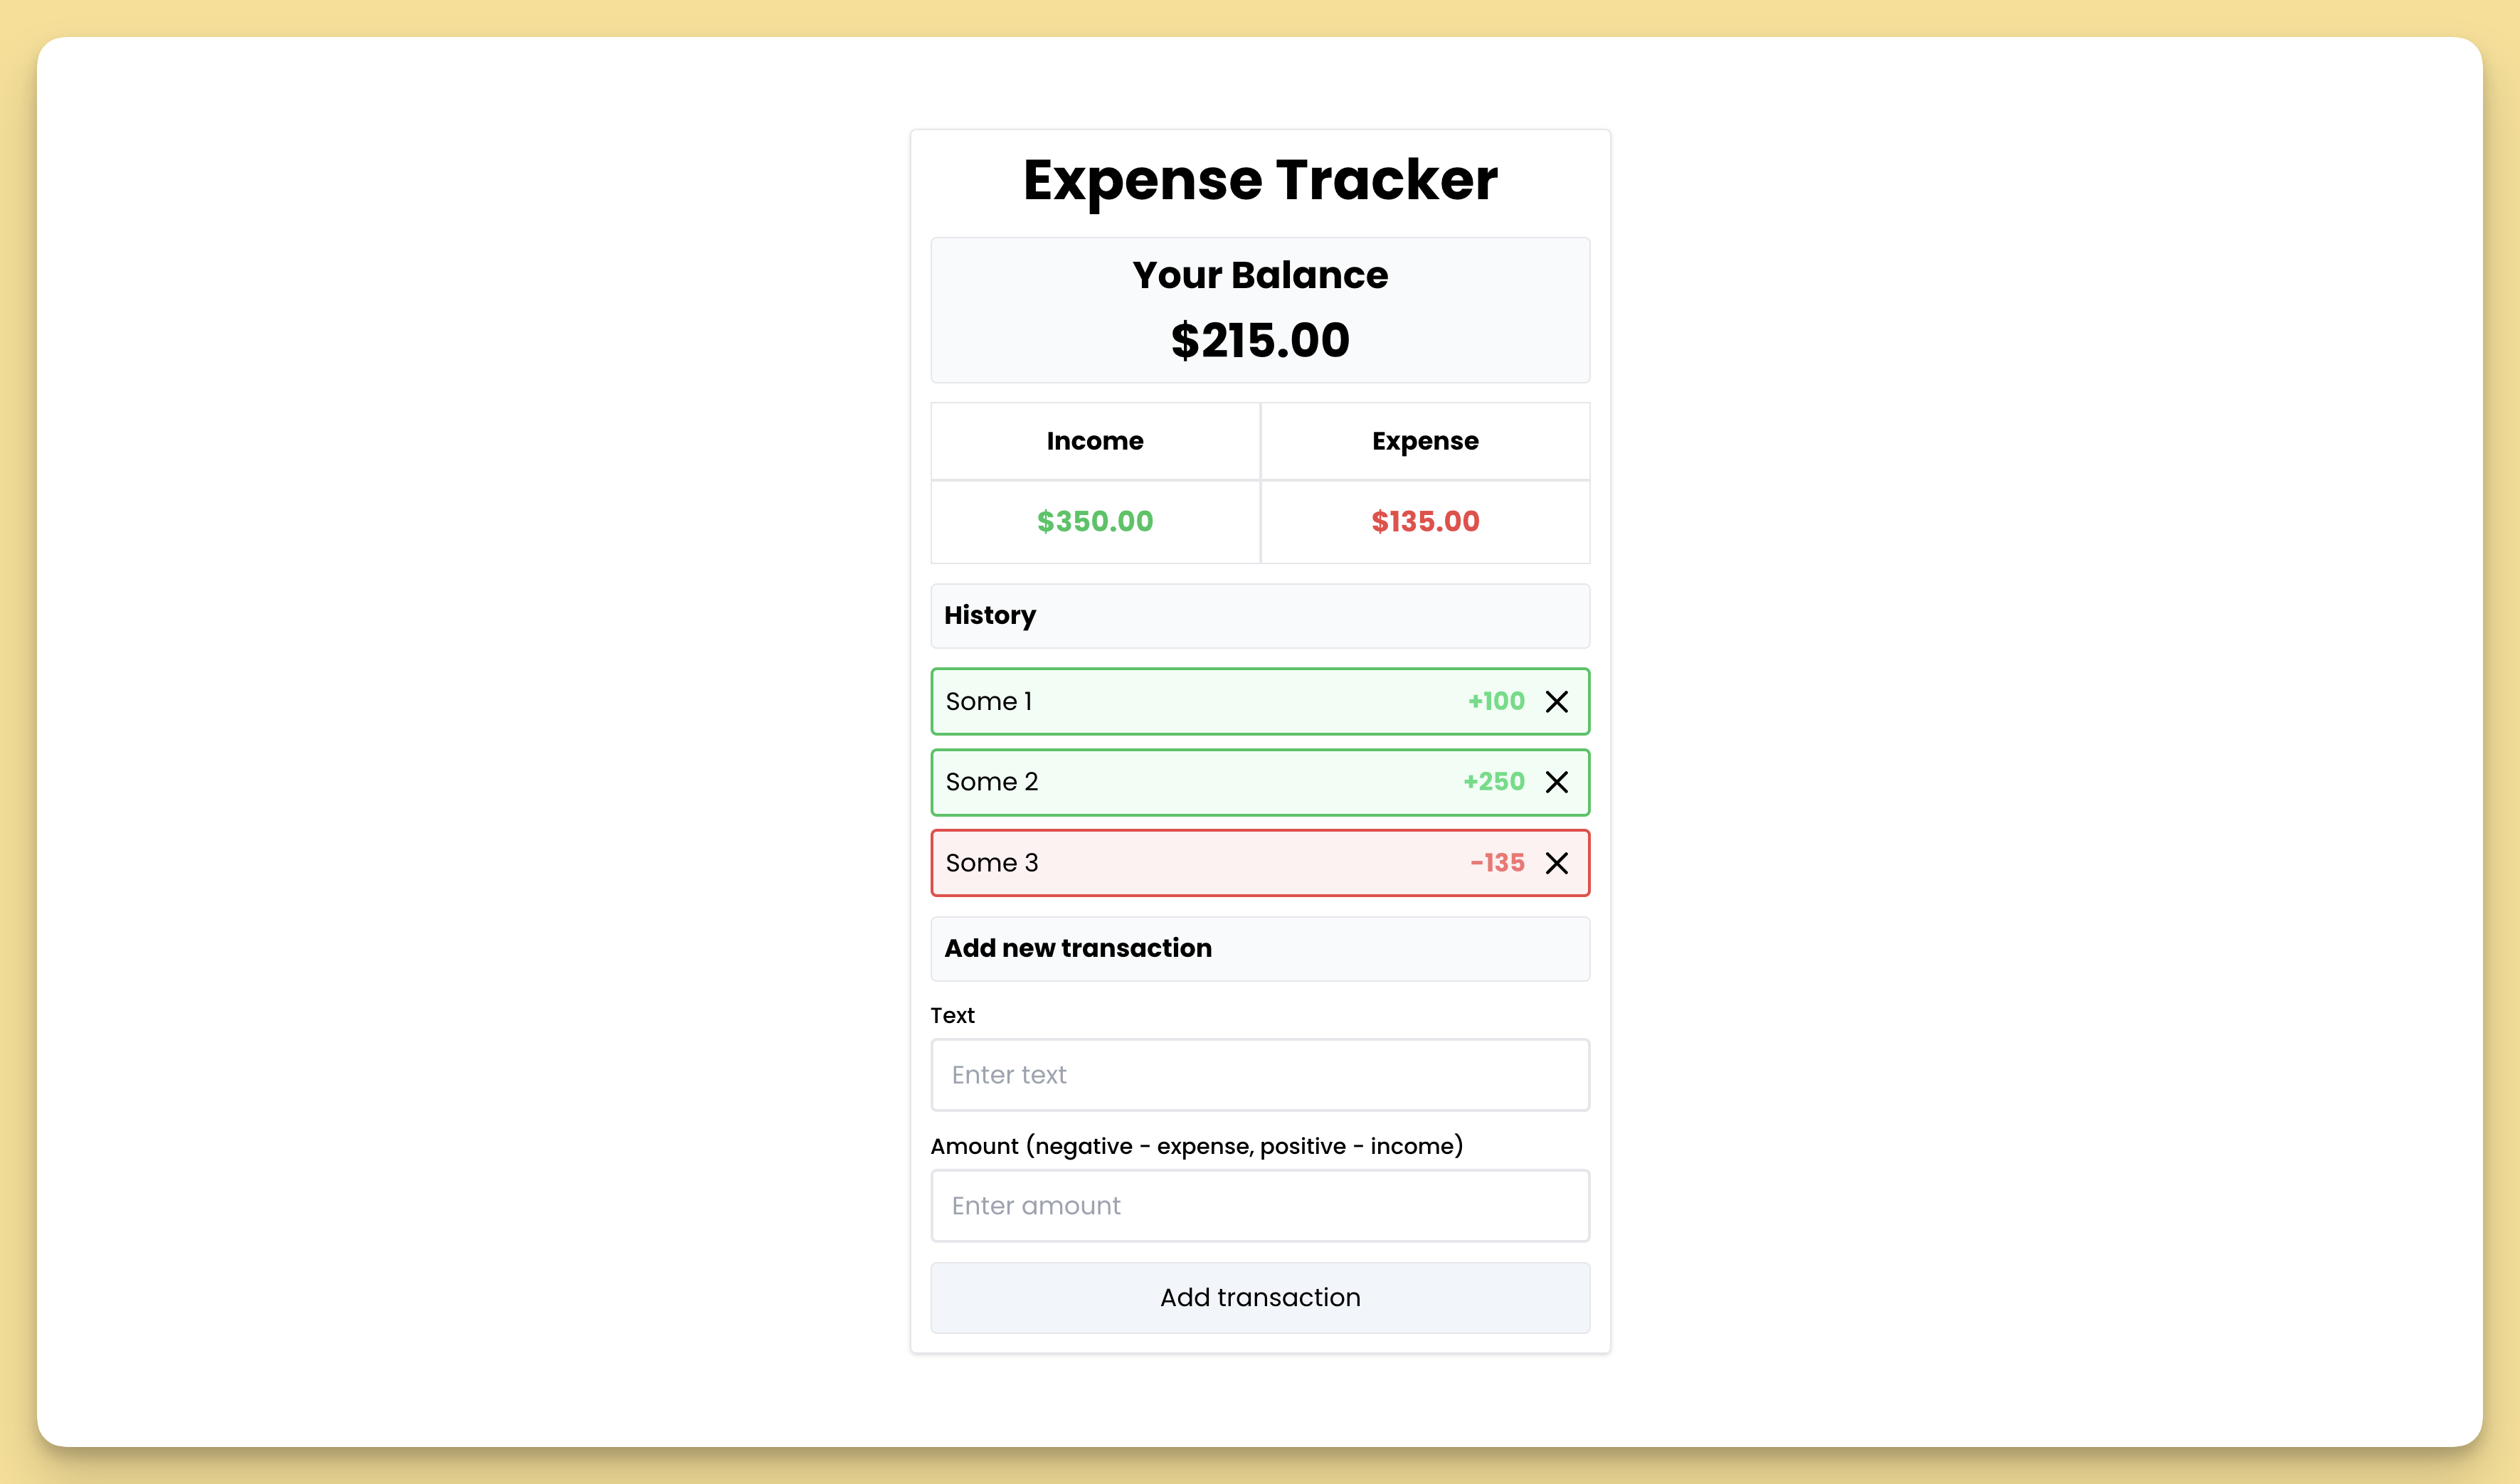 Expense Tracker
Your Balance
$215.00
Income Expense
$350.00 $135.00
History
Some 1 +100
Some 2 +250
Some 3 -135
Add new transaction
Text
Enter text
Amount (negative - expense, positive - income)
Enter amount
Add transaction